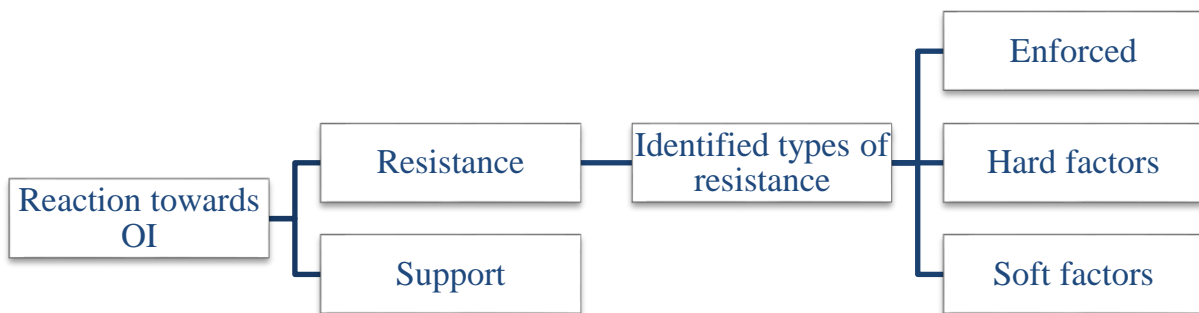 Reaction towards
OI
Resistance
Support
Identified types of
resistance
Enforced
Hard factors
Soft factors